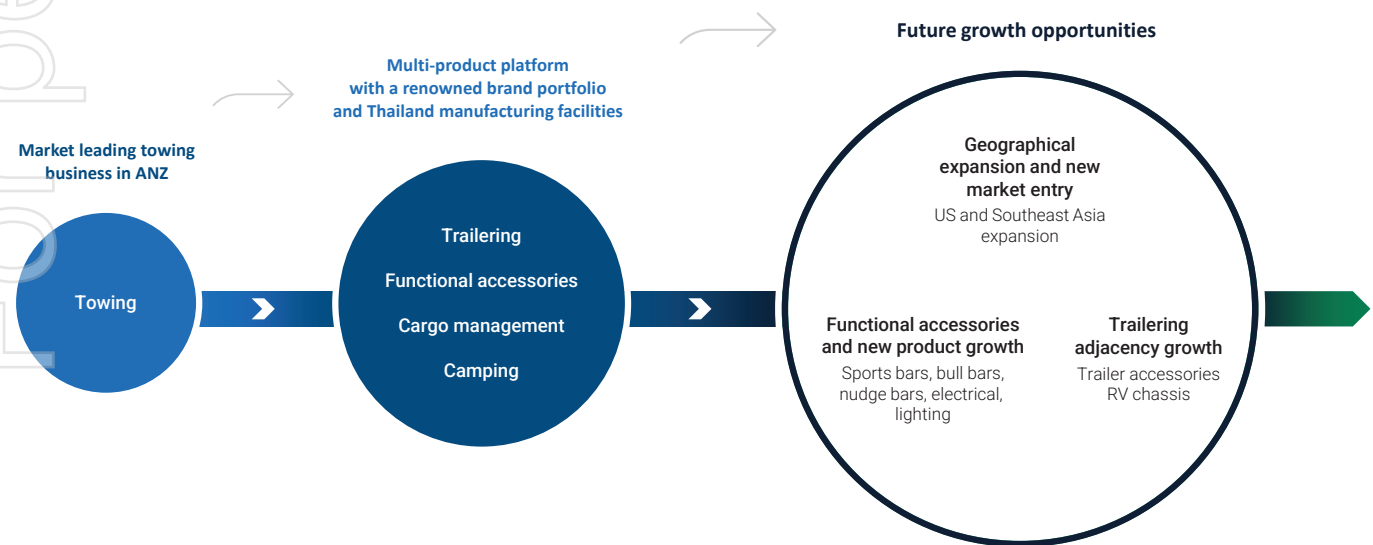 Future growth opportunities
Multi-product platform
with a renowned brand portfolio
and Thailand manufacturing facilities
Market leading towing
business in ANZ
Towing
Trailering
Functional accessories
Cargo management
Camping
Geographical
expansion and new
market entry
US and Southeast Asia
expansion
Functional accessories
and new product growth
Sports bars, bull bars,
nudge bars, electrical,
lighting
Trailering
adjacency growth
Trailer accessories
RV chassis
For pe